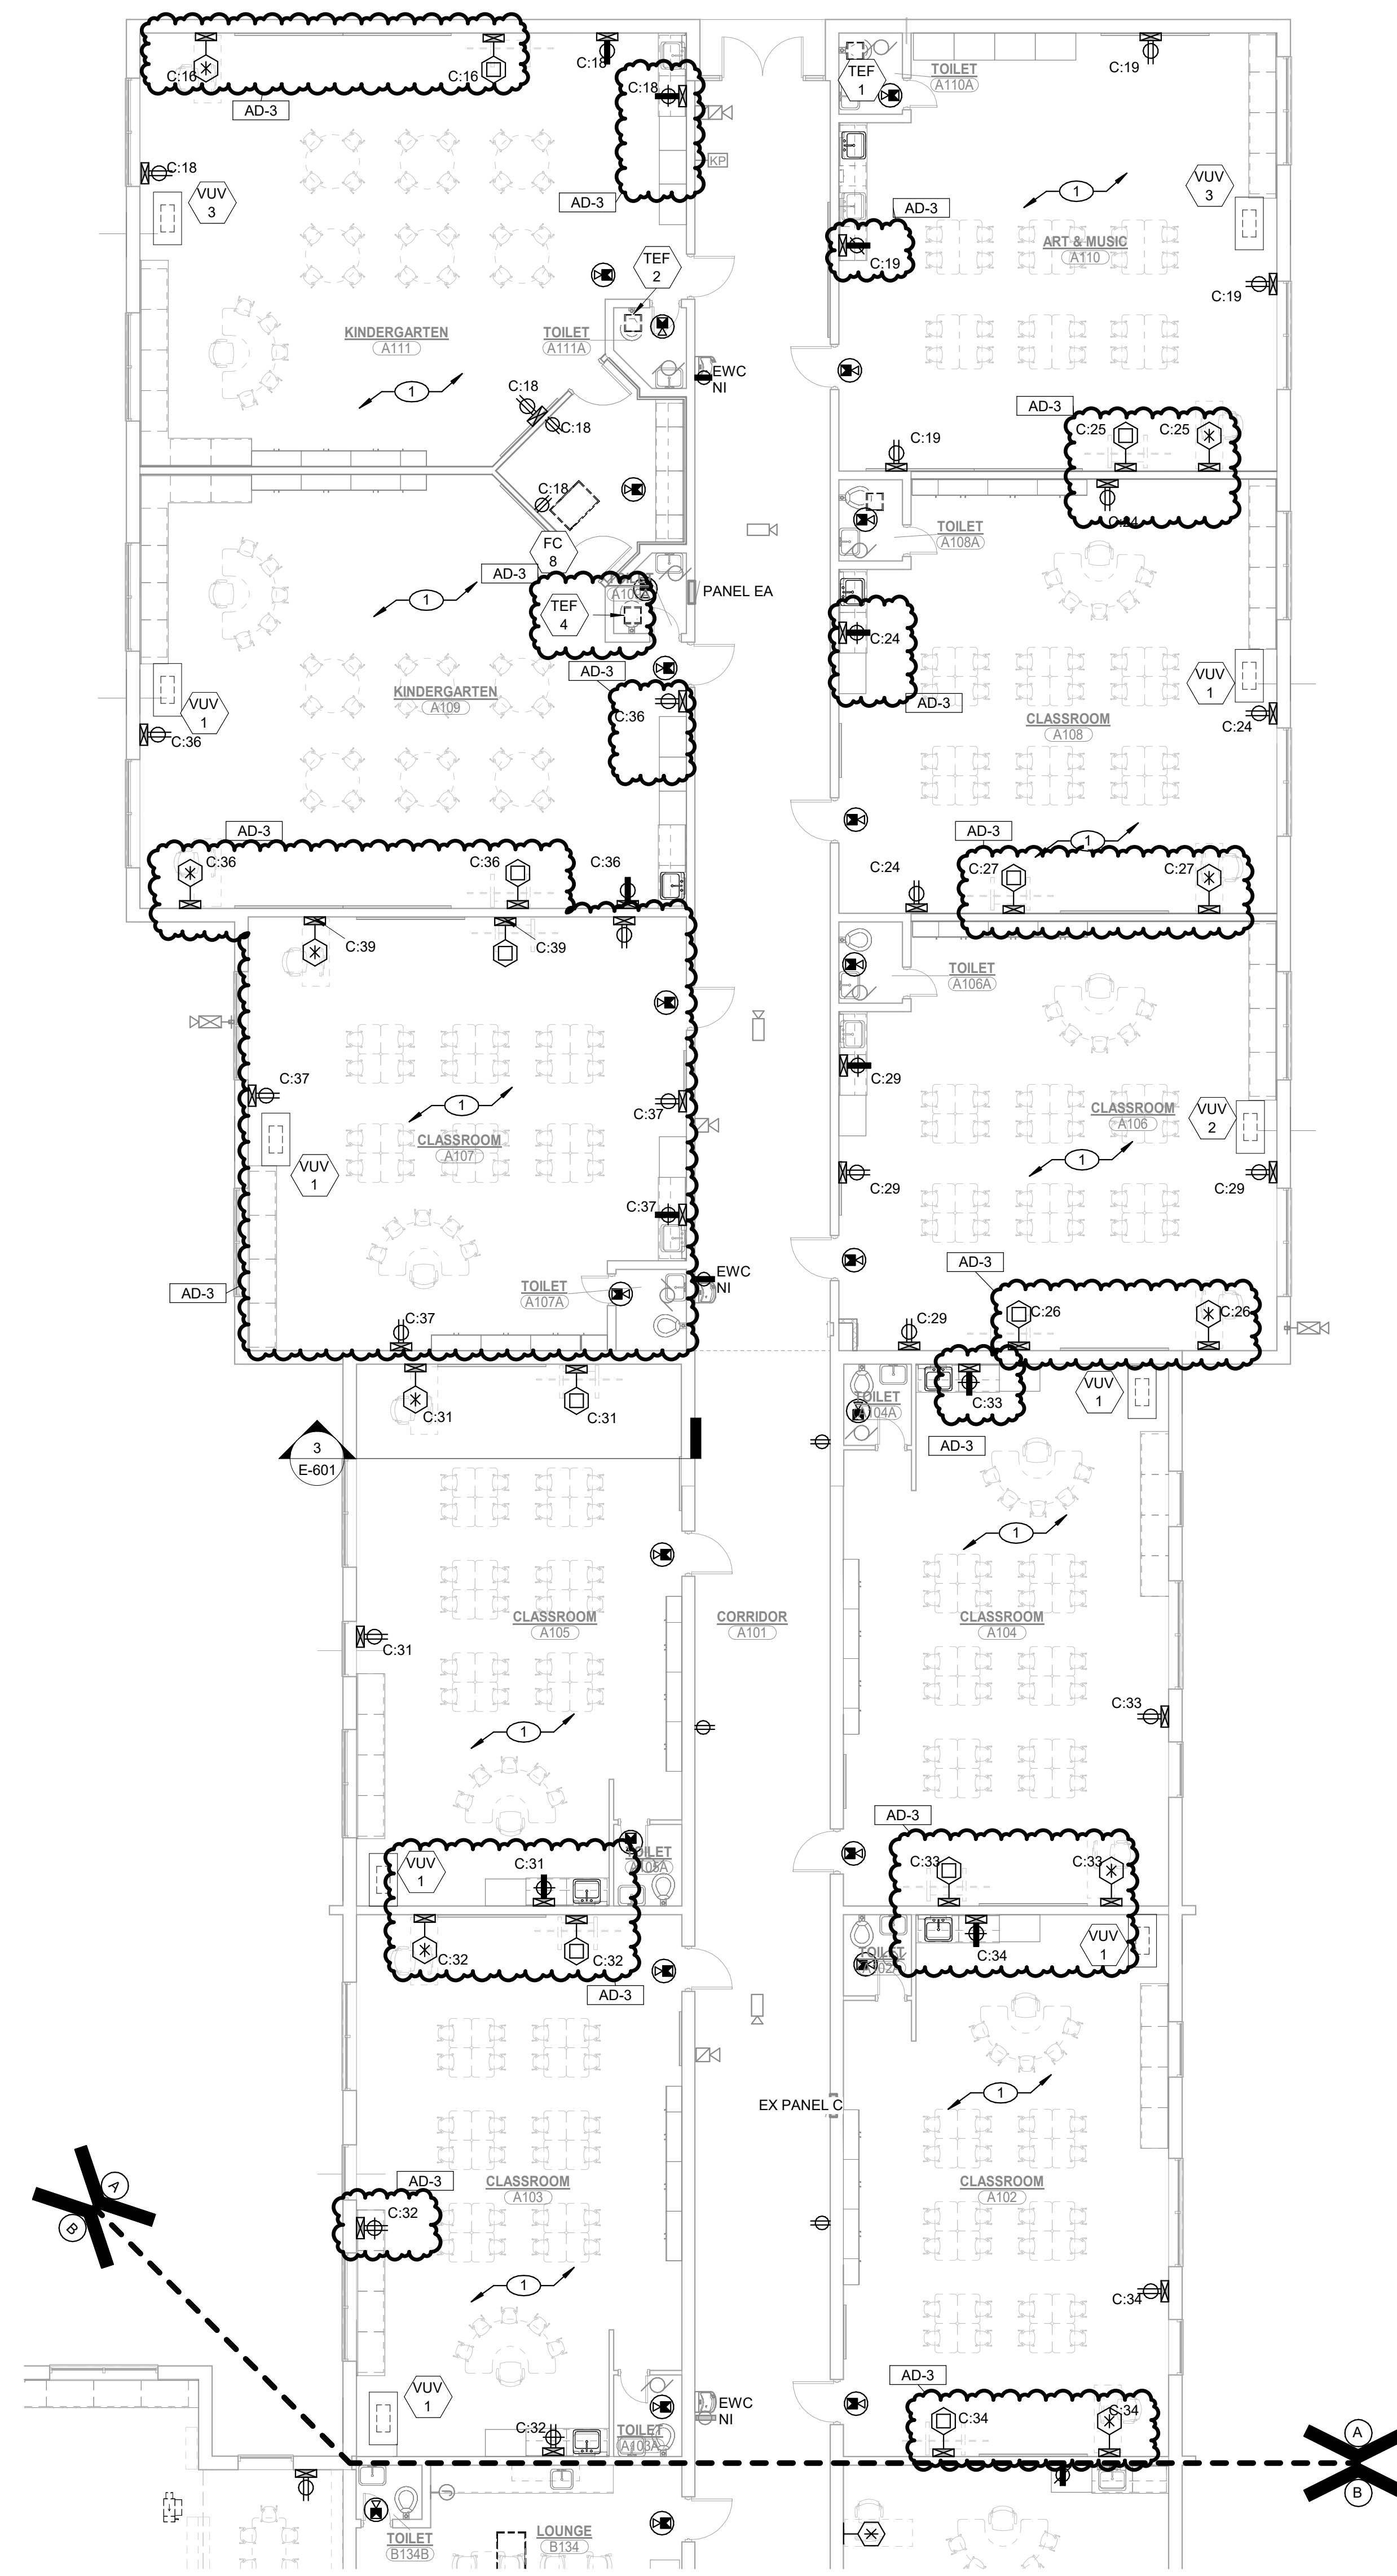 C:16
C:16
C:18
AD-3
C:18
KP
AD-3
C:18
VUV
3
TEF
2
KINDERGARTEN
A111
TOILET
A111A
1
EWC
NI
C:18
C:18
C:18
FC
8
TEF
1
TOILET
A110A
C:19
1
VUV
3
AD-3
C:19
ART & MUSIC
A110
C:19
AD-3
C:25
C:25
C:19
C:24
TOILET
A108A
AD-3
1
TEF
4
PANEL EA
AD-3
KINDERGARTEN
A109
C:36
VUV
1
C:36
AD-3
C:36
C:36
C:36
C:24
AD-3
VUV
1
CLASSROOM
A108
C:24
AD-3
1
C:24
C:27
C:27
C:39
C:39
TOILET
A106A
C:37
C:37
1
CLASSROOM
A107
VUV
1
C:37
C:29
CLASSROOM
A106
VUV
2
1
C:29
C:29
AD-3
TOILET
A107A
EWC
NI
C:37
AD-3
C:26
C:26
C:29
C:31
C:31
3
E-601
TOILET
A104A
C:33
VUV
1
AD-3
1
CLASSROOM
A105
CORRIDOR
A101
CLASSROOM
A104
C:31
C:33
1
AD-3
VUV
1
C:31
TOILET
A105A
C:33
C:33
C:32
C:32
AD-3
TOILET
A102A
C:34
VUV
1
EX PANEL C
1
AD-3
CLASSROOM
A103
C:32
CLASSROOM
A102
A
B
1
C:34
VUV
1
C:32
TOILET
A103A
EWC
NI
AD-3
C:34
C:34
A
B
TOILET
B134B
LOUNGE
B134